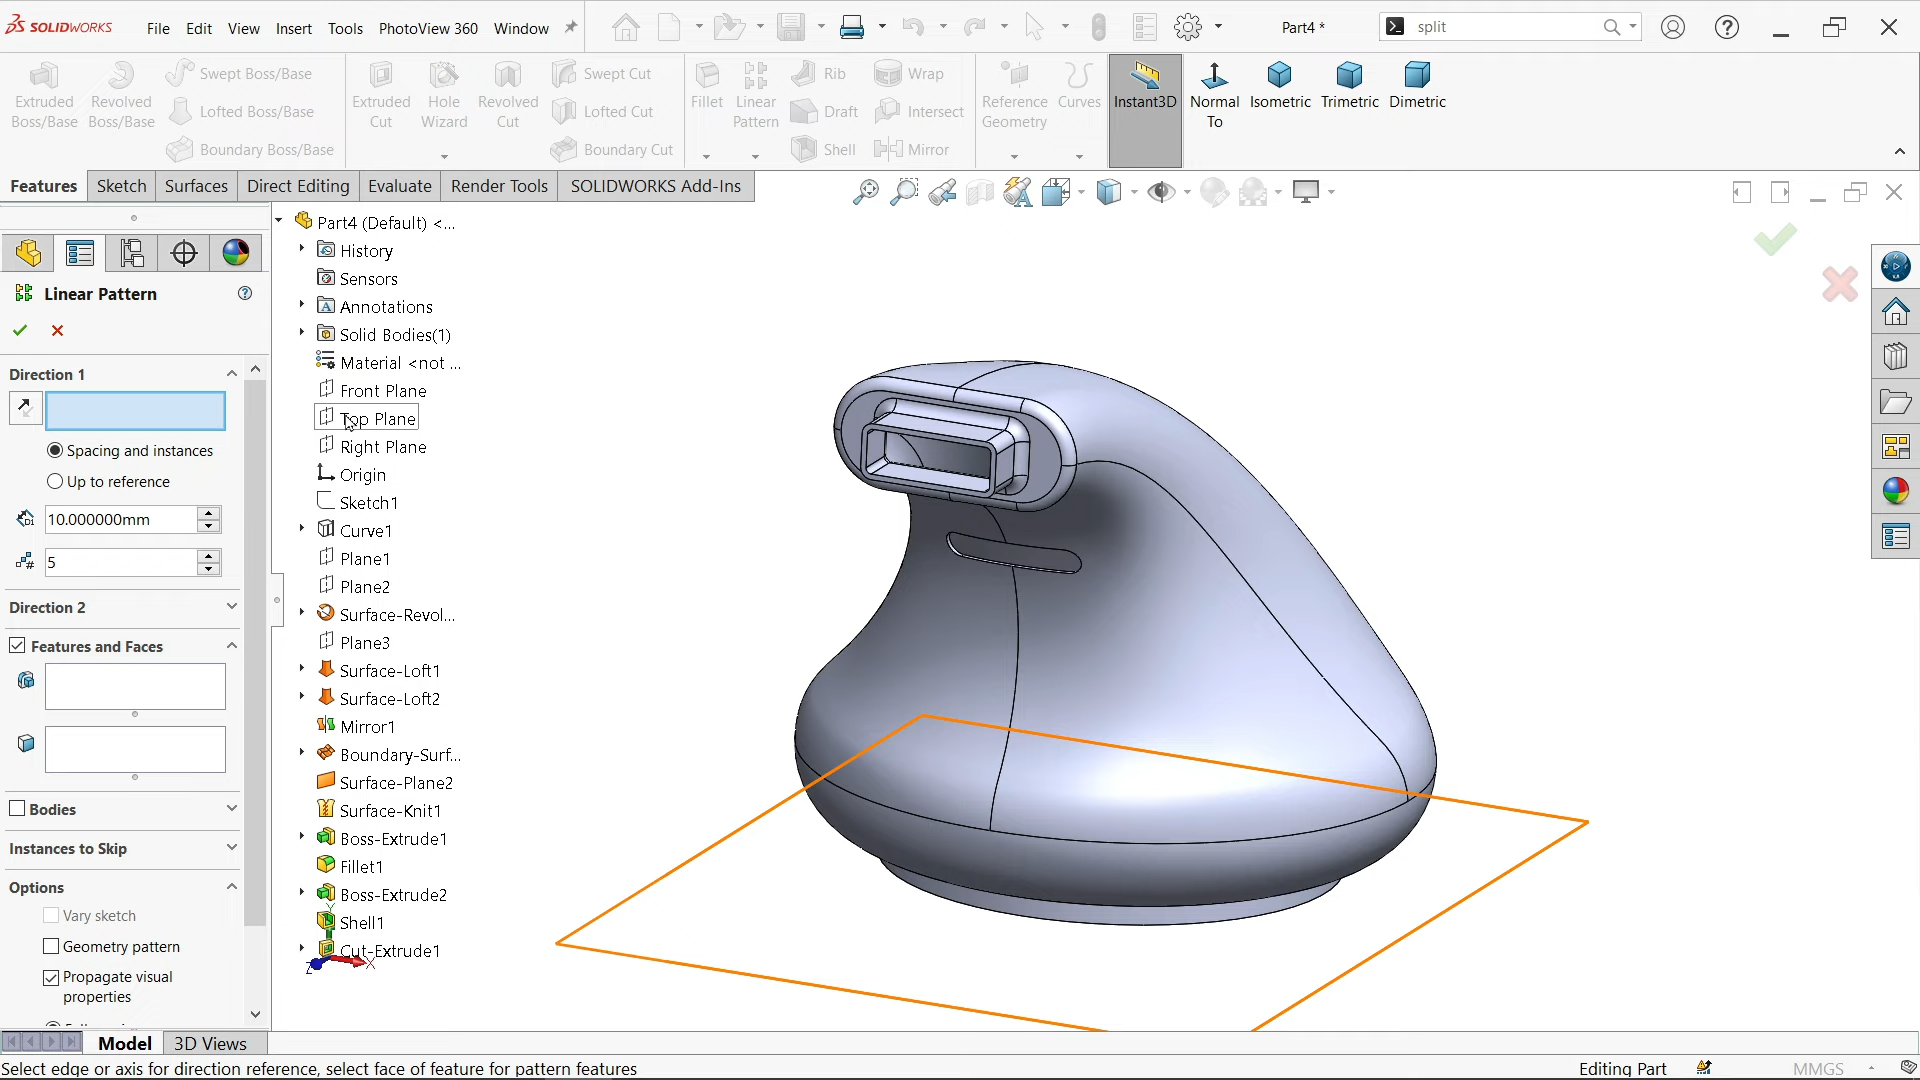 SOLIDWORKS File Edit View Insert Tools PhotoView 360 Window Part4 * split
Extruded Boss/Base
Revolved Boss/Base
Swept Boss/Base
Lofted Boss/Base
Boundary Boss/Base
Extruded Cut
Hole Wizard
Revolved Cut
Swept Cut
Lofted Cut
Boundary Cut
Fillet
Linear Pattern
Rib
Draft
Shell
Wrap
Intersect
Mirror
Reference Geometry
Curves
Instant3D
Normal To
Isometric
Trimetric
Dimetric
Features Sketch Surfaces Direct Editing Evaluate Render Tools SOLIDWORKS Add-Ins
Linear Pattern
Direction 1
Spacing and instances
Up to reference
10.000000mm
5
Direction 2
Features and Faces
Bodies
Instances to Skip
Options
Vary sketch
Geometry pattern
Propagate visual
properties
Part4 (Default) <...
History
Sensors
Annotations
Solid Bodies(1)
Material <not ...
Front Plane
Top Plane
Right Plane
Origin
Sketch1
Curve1
Plane1
Plane2
Surface-Revol...
Plane3
Surface-Loft1
Surface-Loft2
Mirror1
Boundary-Surf...
Surface-Plane2
Surface-Knit1
Boss-Extrude1
Fillet1
Boss-Extrude2
Shell1
Cut-Extrude1
Y
X
Z
Model 3D Views
Select edge or axis for direction reference, select face of feature for pattern features Editing Part MMGS